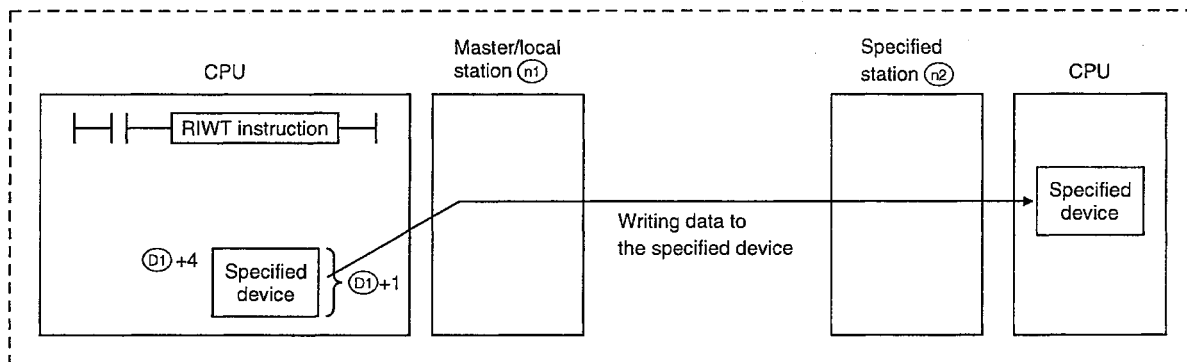 CPU
Master/local
station n1
Specified
station n2
CPU
RIWT instruction
Specified
device
Writing data to
the specified device
D1+4
Specified
device
D1+1